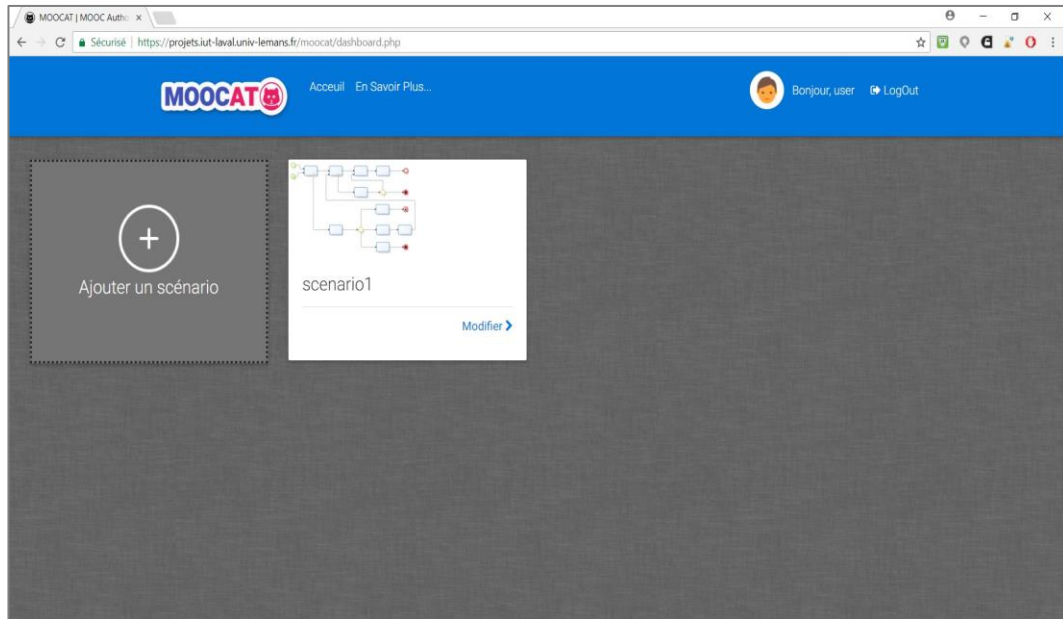 MOOCAT | MOOC Autho
Sécurisé | https://projets.iut-laval.univ-lemans.fr/moocat/dashboard.php
MOOCAT
Acceuil En Savoir Plus...
Bonjour, user LogOut
Ajouter un scénario
scenario1
Modifier